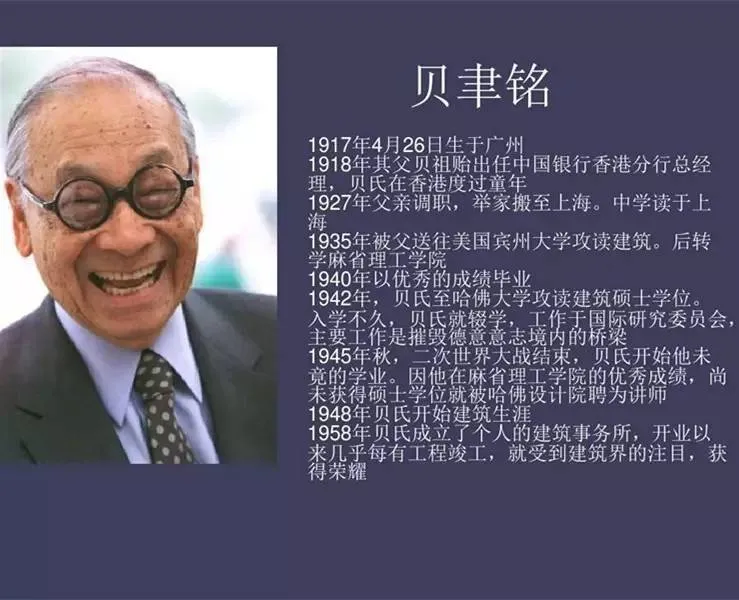 贝聿铭
1917年4月26日生于广州
1918年其父贝祖贻出任中国银行香港分行总经
理，贝氏在香港度过童年
1927年父亲调职，举家搬至上海。中学读于上
海
1935年被父送往美国宾州大学攻读建筑。后转
学麻省理工学院
1940年以优秀的成绩毕业
1942年，贝氏至哈佛大学攻读建筑硕士学位。
入学不久，贝氏就辍学，工作于国际研究委员会，
主要工作是摧毁德意意志境内的桥梁
1945年秋，二次世界大战结束，贝氏开始他未
竟的学业。因他在麻省理工学院的优秀成绩，尚
未获得硕士学位就被哈佛设计院聘为讲师
1948年贝氏开始建筑生涯
1958年贝氏成立了个人的建筑事务所，开业以
来几乎每有工程竣工，就受到建筑界的注目，获
得荣耀